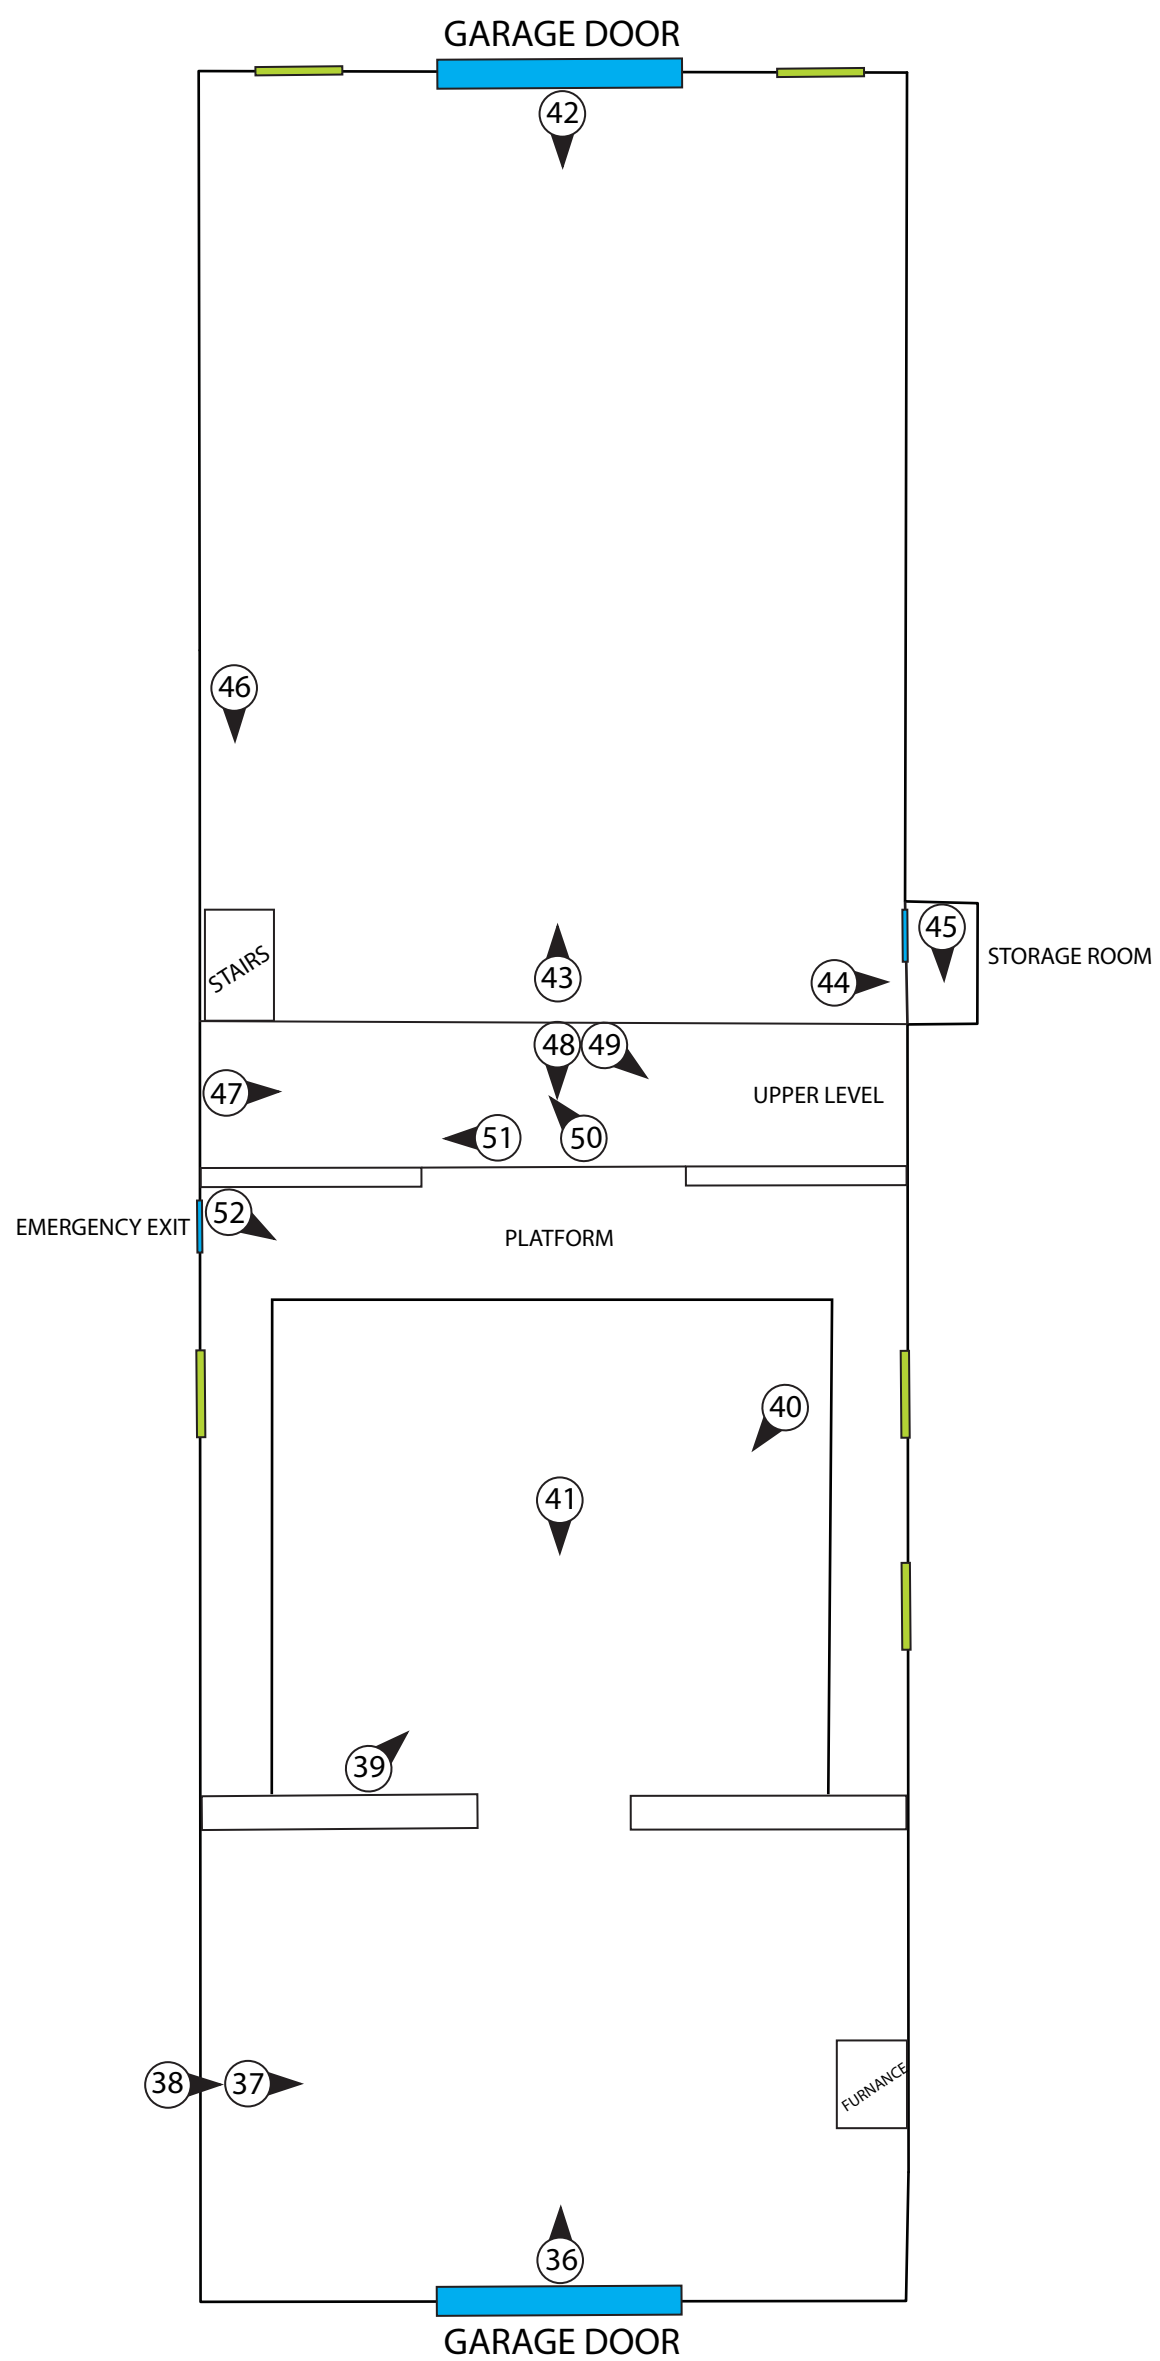 GARAGE DOOR
42
46
STAIRS
43
44
45
STORAGE ROOM
48
49
47
UPPER LEVEL
51
50
52
EMERGENCY EXIT
PLATFORM
40
41
39
38
37
FURNANCE
36
GARAGE DOOR